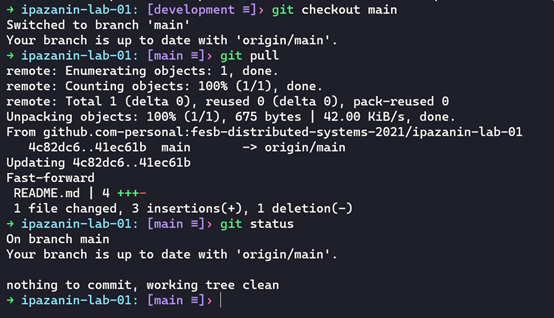 → ipazanin-lab-01: [development ≡]› git checkout main
Switched to branch 'main'
Your branch is up to date with 'origin/main'.
→ ipazanin-lab-01: [main ≡]› git pull
remote: Enumerating objects: 1, done.
remote: Counting objects: 100% (1/1), done.
remote: Total 1 (delta 0), reused 0 (delta 0), pack-reused 0
Unpacking objects: 100% (1/1), 675 bytes | 42.00 KiB/s, done.
From github.com-personal:fesb-distributed-systems-2021/ipazanin-lab-01
   4c82dc6..41ec61b  main       -> origin/main
Updating 4c82dc6..41ec61b
Fast-forward
 README.md | 4 +++-
 1 file changed, 3 insertions(+), 1 deletion(-)
→ ipazanin-lab-01: [main ≡]› git status
On branch main
Your branch is up to date with 'origin/main'.

nothing to commit, working tree clean
→ ipazanin-lab-01: [main ≡]›